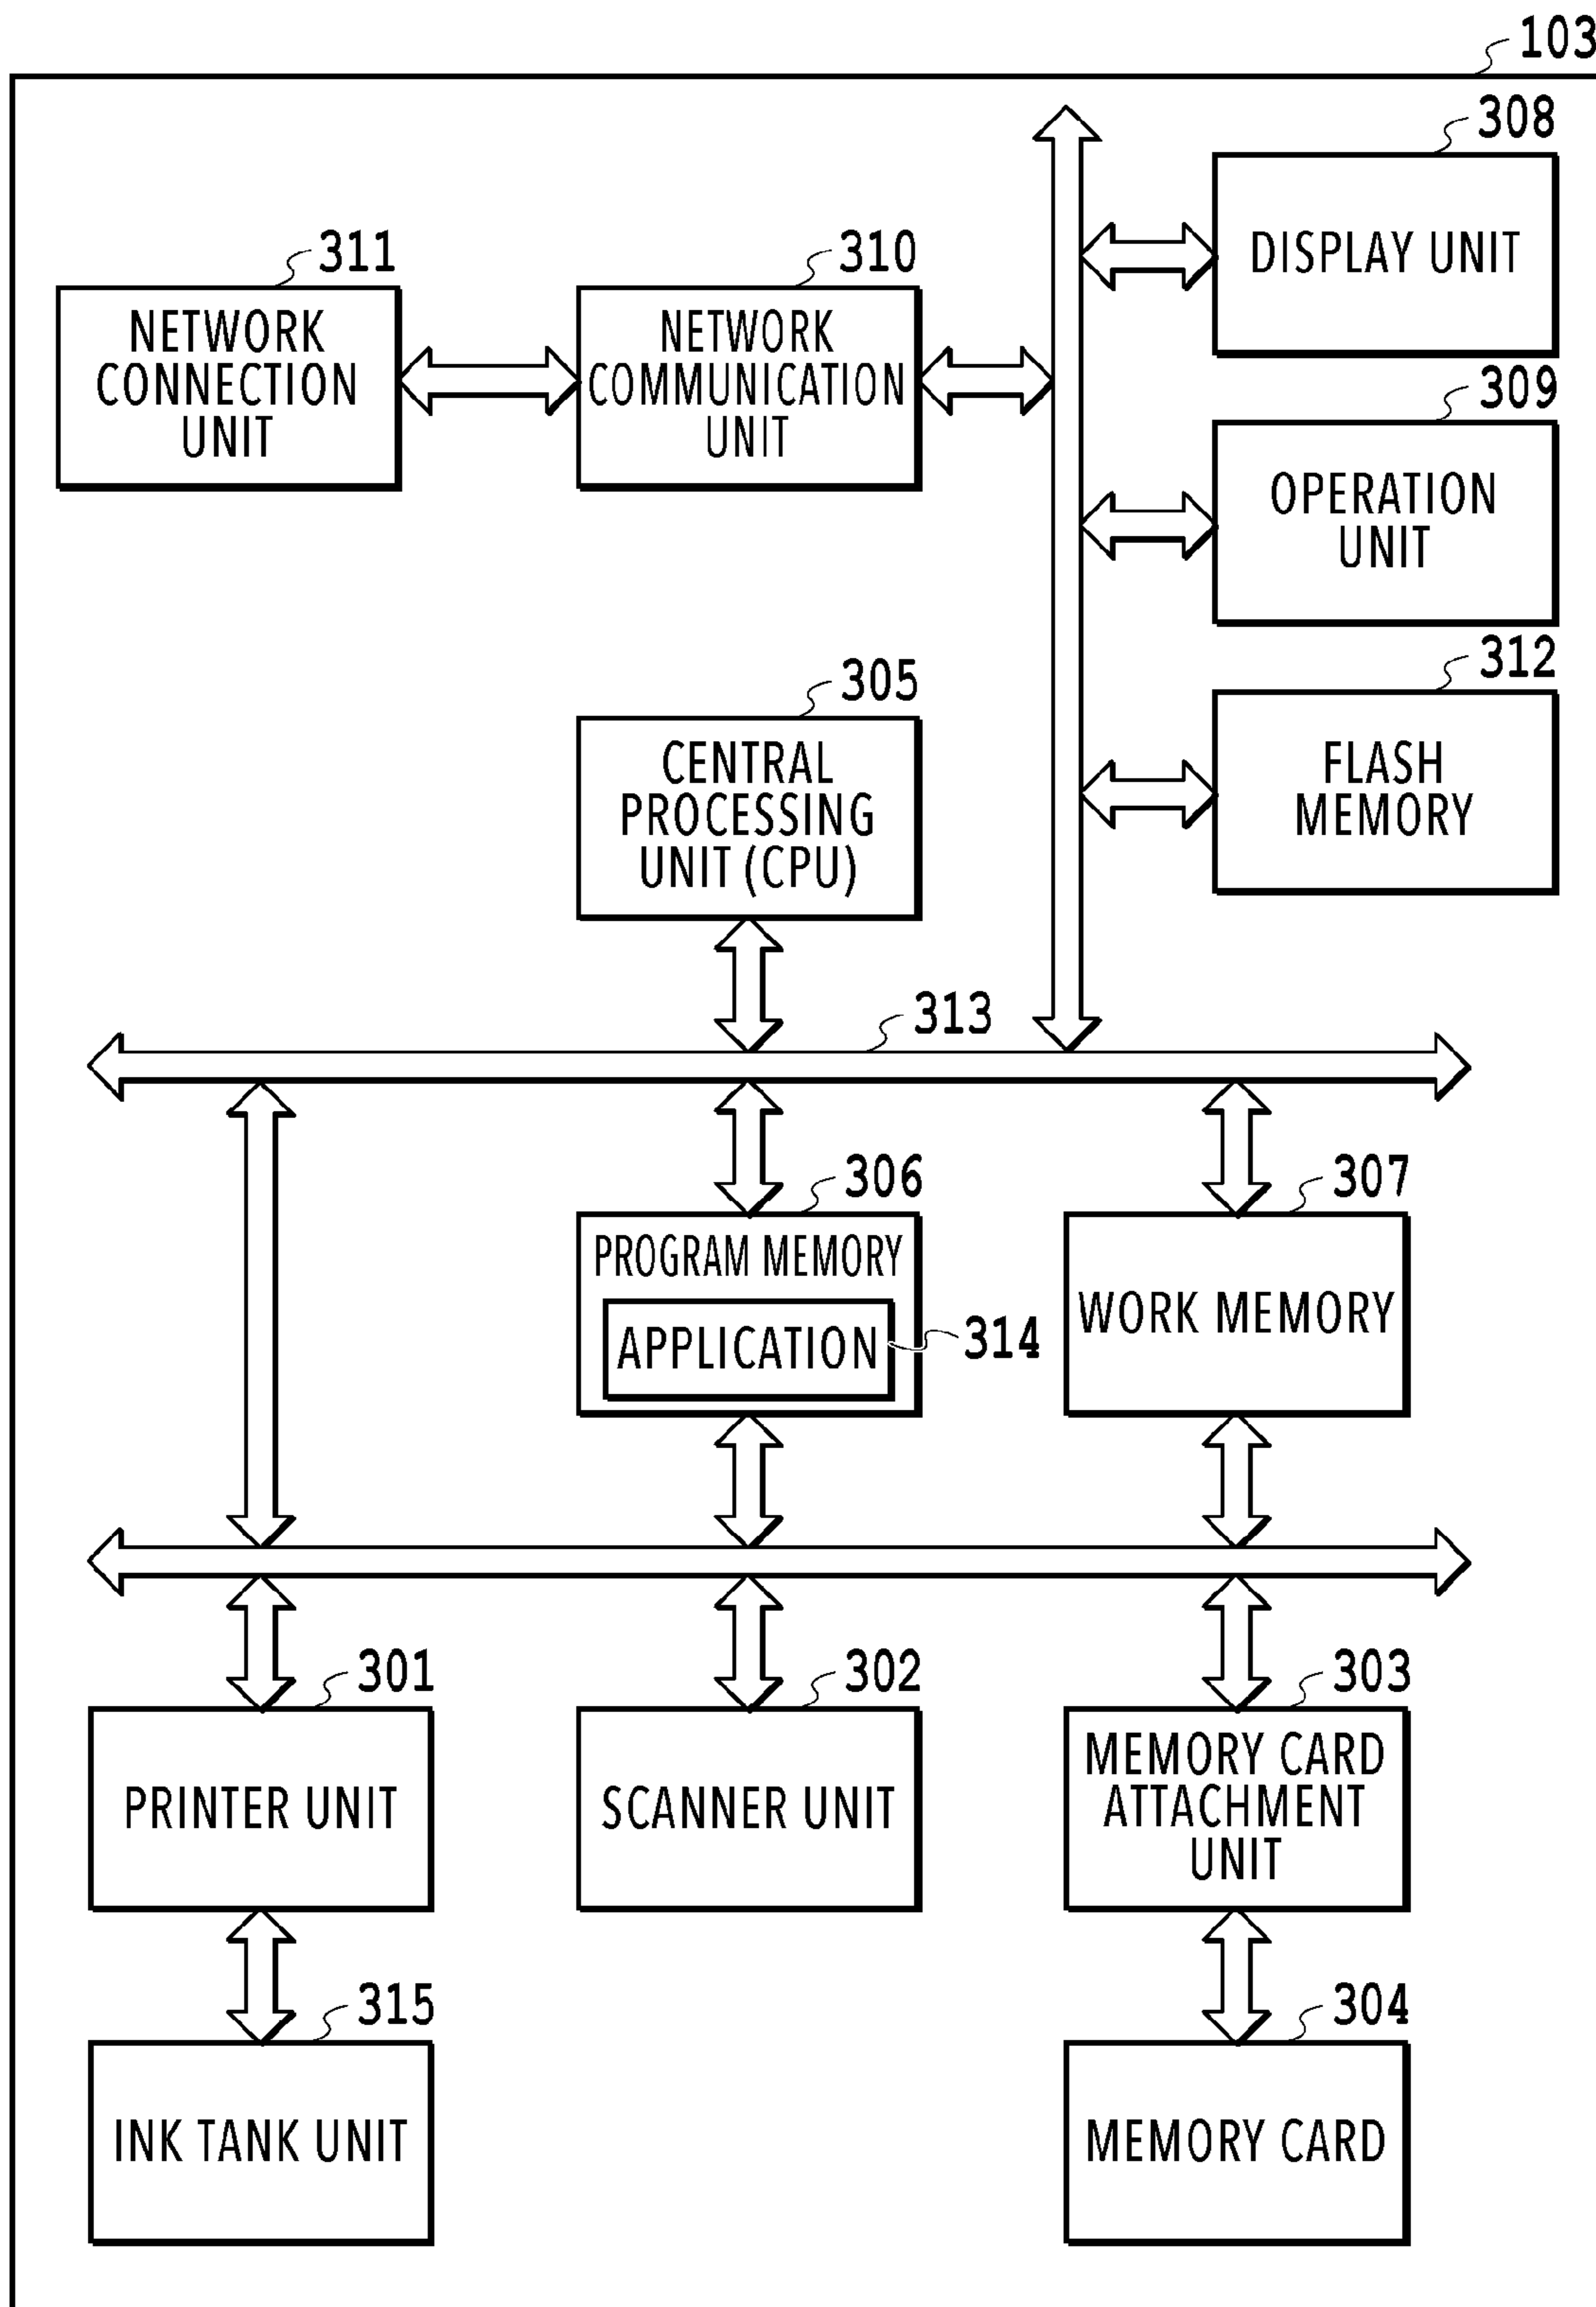 103
308
DISPLAY UNIT
311
NETWORK
CONNECTION
UNIT
310
NETWORK
COMMUNICATION
UNIT
309
OPERATION
UNIT
312
FLASH
MEMORY
305
CENTRAL
PROCESSING
UNIT (CPU)
313
306
PROGRAM MEMORY
APPLICATION
314
307
WORK MEMORY
301
PRINTER UNIT
302
SCANNER UNIT
303
MEMORY CARD
ATTACHMENT
UNIT
315
INK TANK UNIT
304
MEMORY CARD